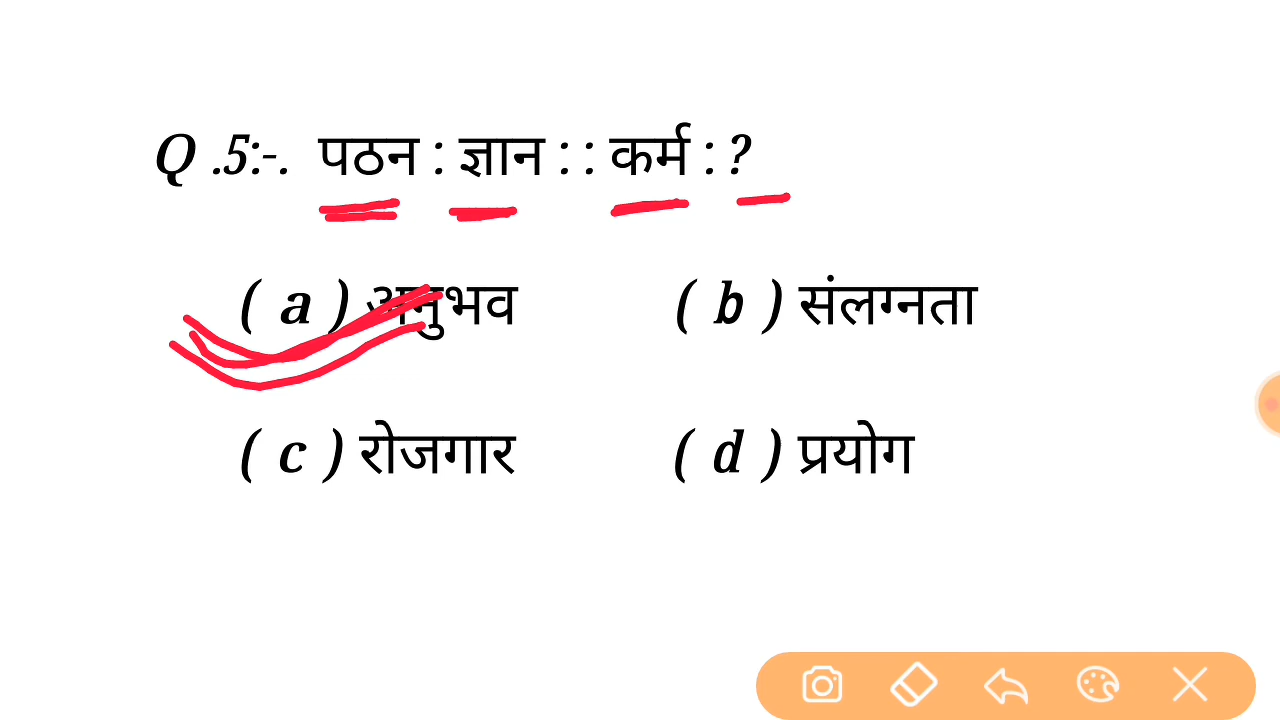 Q .5:-. पठन : ज्ञान : : कर्म : ?
( a ) अनुभव ( b ) संलग्नता
( c ) रोजगार ( d ) प्रयोग